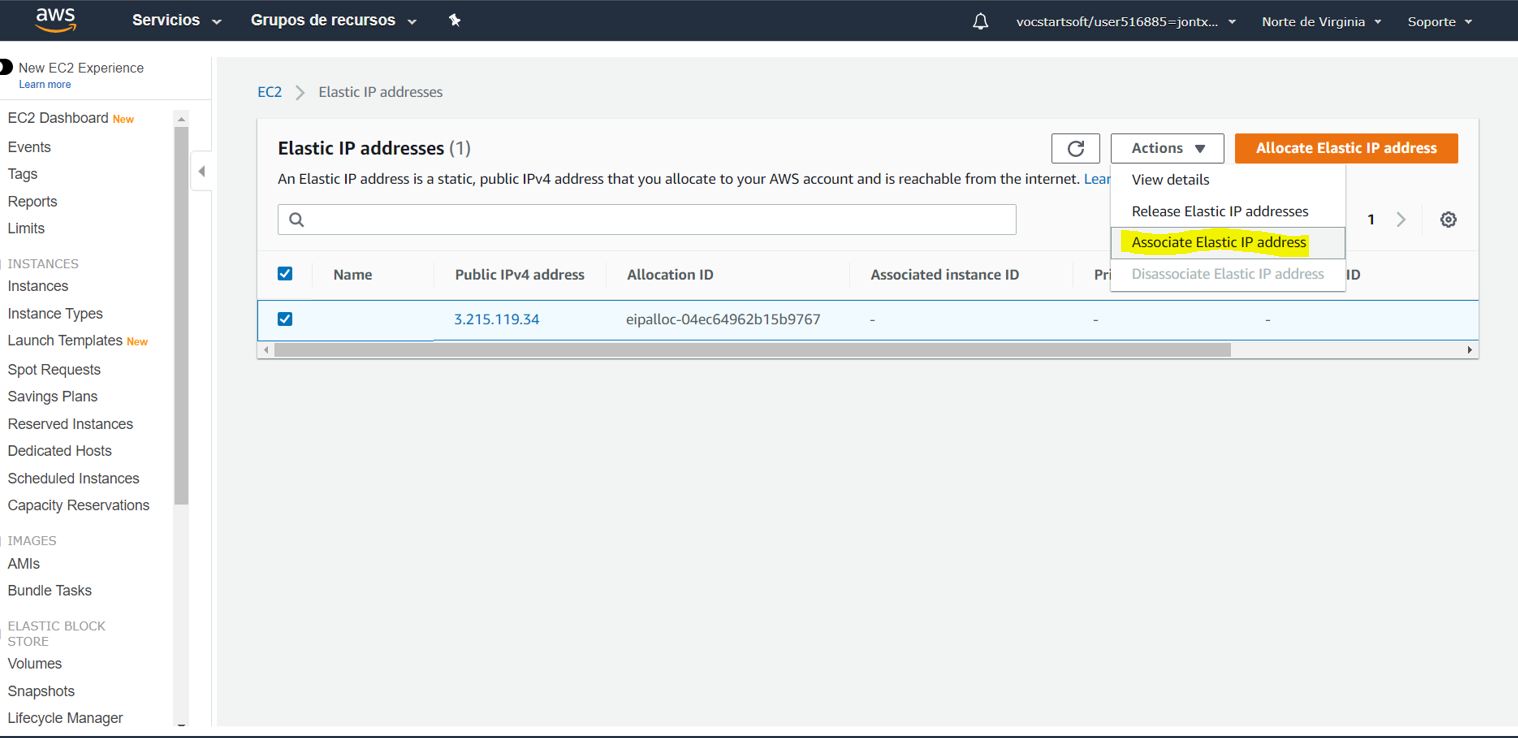 aws Servicios Grupos de recursos vocstartsoft/user516885=jontx... Norte de Virginia Soporte
New EC2 Experience
Learn more
EC2 Dashboard New
Events
Tags
Reports
Limits
INSTANCES
Instances
Instance Types
Launch Templates New
Spot Requests
Savings Plans
Reserved Instances
Dedicated Hosts
Scheduled Instances
Capacity Reservations
IMAGES
AMIs
Bundle Tasks
ELASTIC BLOCK
STORE
Volumes
Snapshots
Lifecycle Manager
EC2 Elastic IP addresses
Elastic IP addresses (1) Actions Allocate Elastic IP address
An Elastic IP address is a static, public IPv4 address that you allocate to your AWS account and is reachable from the internet. Lear
View details
Release Elastic IP addresses
Associate Elastic IP address
Disassociate Elastic IP address
1
Name Public IPv4 address Allocation ID Associated instance ID Pri ID
3.215.119.34 eipalloc-04ec64962b15b9767 - - -